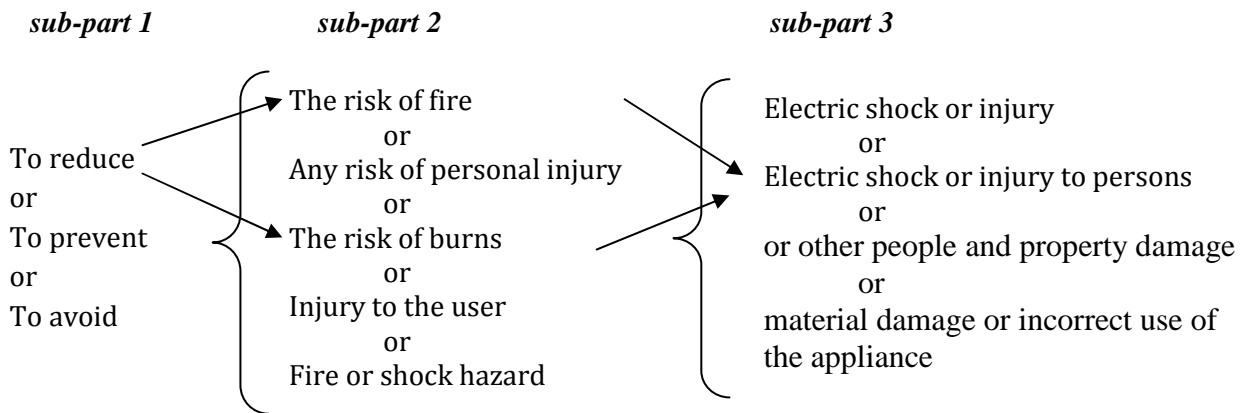 sub-part 1 sub-part 2 sub-part 3
To reduce
or
To prevent
or
To avoid
The risk of fire
or
Any risk of personal injury
or
The risk of burns
or
Injury to the user
or
Fire or shock hazard
Electric shock or injury
or
Electric shock or injury to persons
or
or other people and property damage
or
material damage or incorrect use of
the appliance